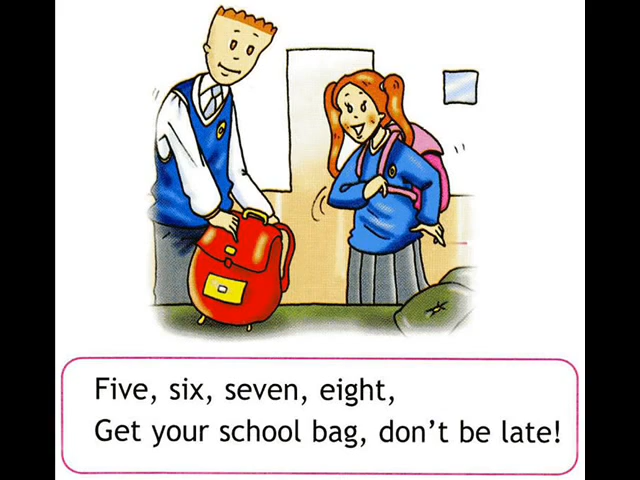 Five, six, seven, eight,
Get your school bag, don't be late!